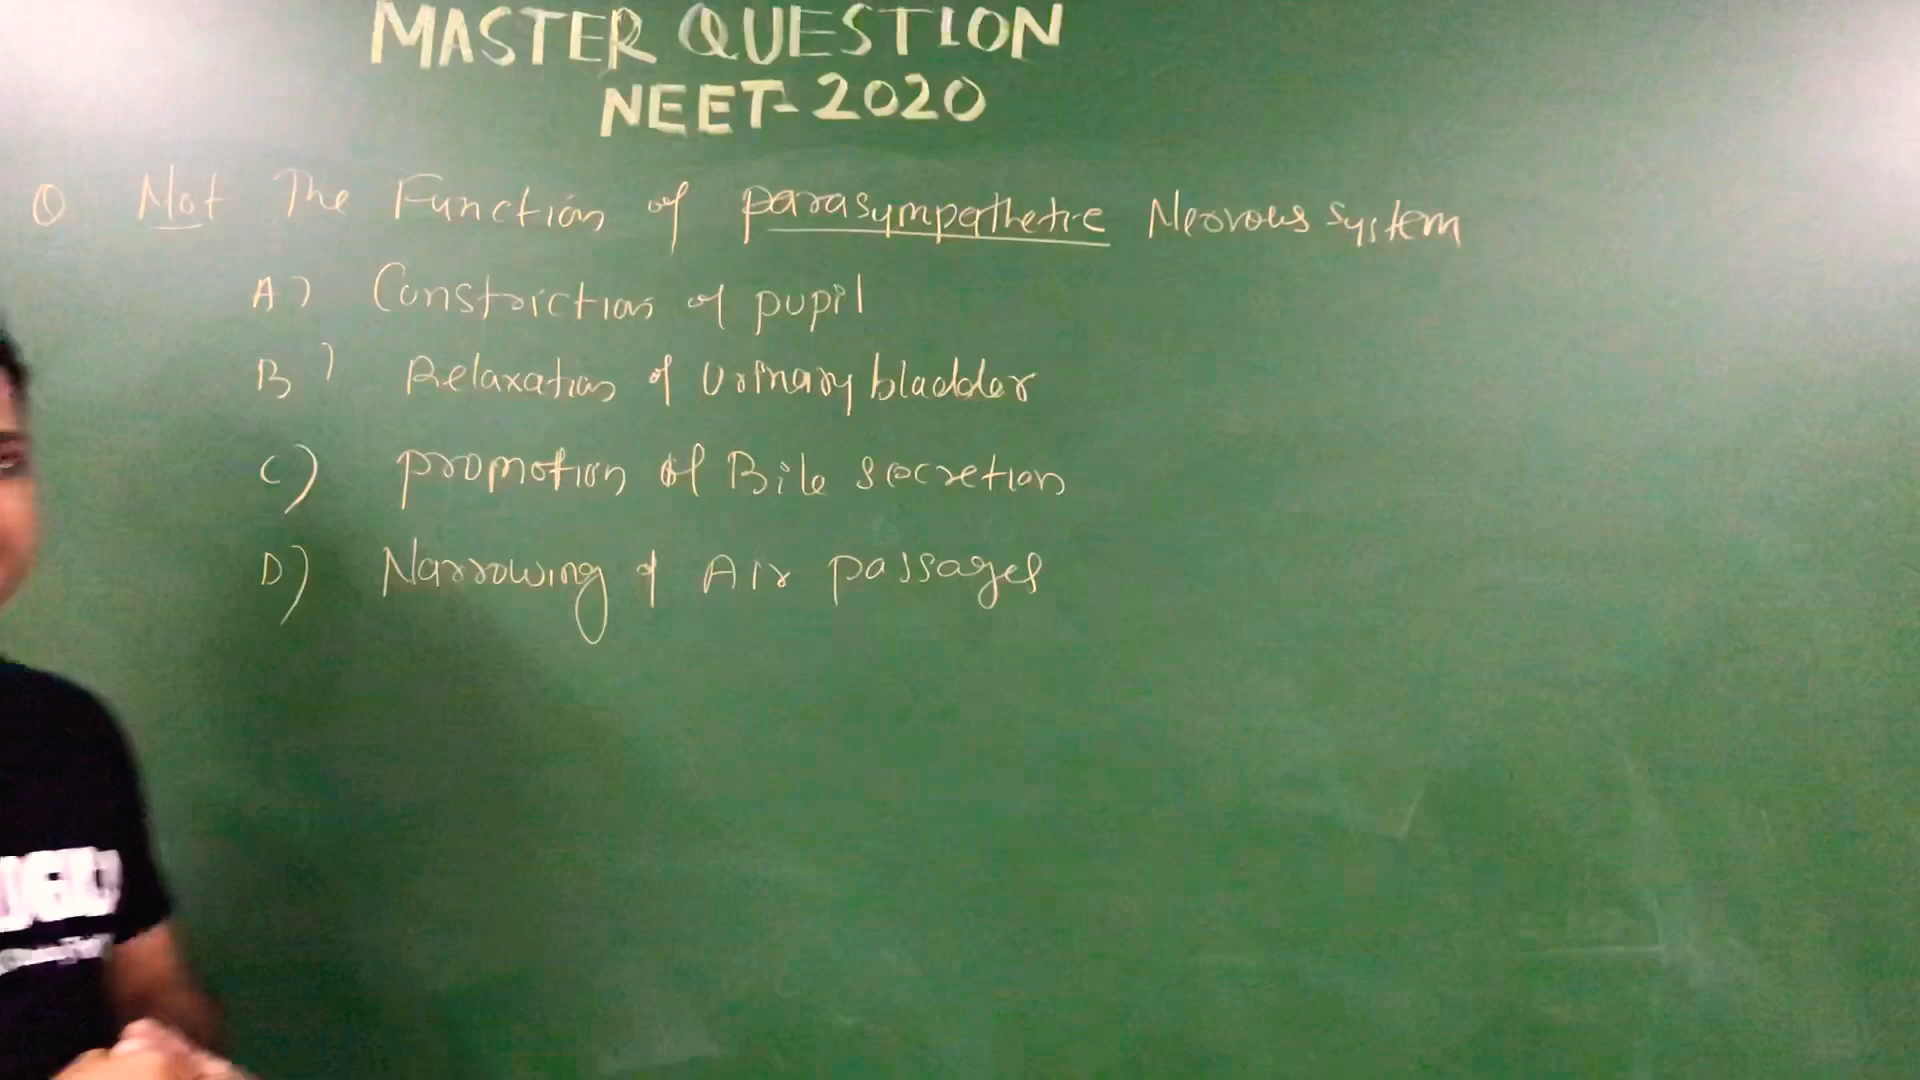 MASTER QUESTION
NEET-2020
Q Not The Function of parasympathetic Nervous system
A) Constriction of pupil
B) Relaxation of Urinary bladder
C) promotion of Bile secretion
D) Narrowing of Air passages